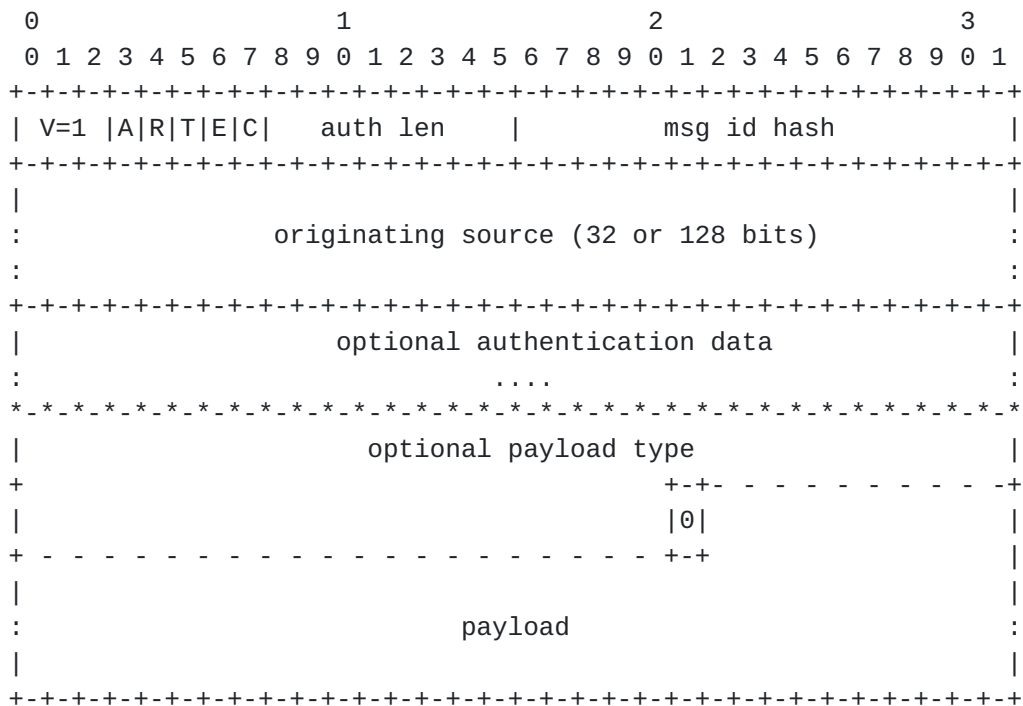 0                   1                   2                   3
 0 1 2 3 4 5 6 7 8 9 0 1 2 3 4 5 6 7 8 9 0 1 2 3 4 5 6 7 8 9 0 1
+-+-+-+-+-+-+-+-+-+-+-+-+-+-+-+-+-+-+-+-+-+-+-+-+-+-+-+-+-+-+-+-+
| V=1 |A|R|T|E|C|   auth len    |         msg id hash           |
+-+-+-+-+-+-+-+-+-+-+-+-+-+-+-+-+-+-+-+-+-+-+-+-+-+-+-+-+-+-+-+-+
|                                                               |
:                originating source (32 or 128 bits)            :
:                                                               :
+-+-+-+-+-+-+-+-+-+-+-+-+-+-+-+-+-+-+-+-+-+-+-+-+-+-+-+-+-+-+-+-+
|                    optional authentication data               |
:                              ....                             :
*-*-*-*-*-*-*-*-*-*-*-*-*-*-*-*-*-*-*-*-*-*-*-*-*-*-*-*-*-*-*-*-*
|                      optional payload type                    |
+                                         +-+- - - - - - - - - -+
|                                         |0|                   |
+ - - - - - - - - - - - - - - - - - - - - +-+                   |
|                                                               |
:                            payload                            :
|                                                               |
+-+-+-+-+-+-+-+-+-+-+-+-+-+-+-+-+-+-+-+-+-+-+-+-+-+-+-+-+-+-+-+-+